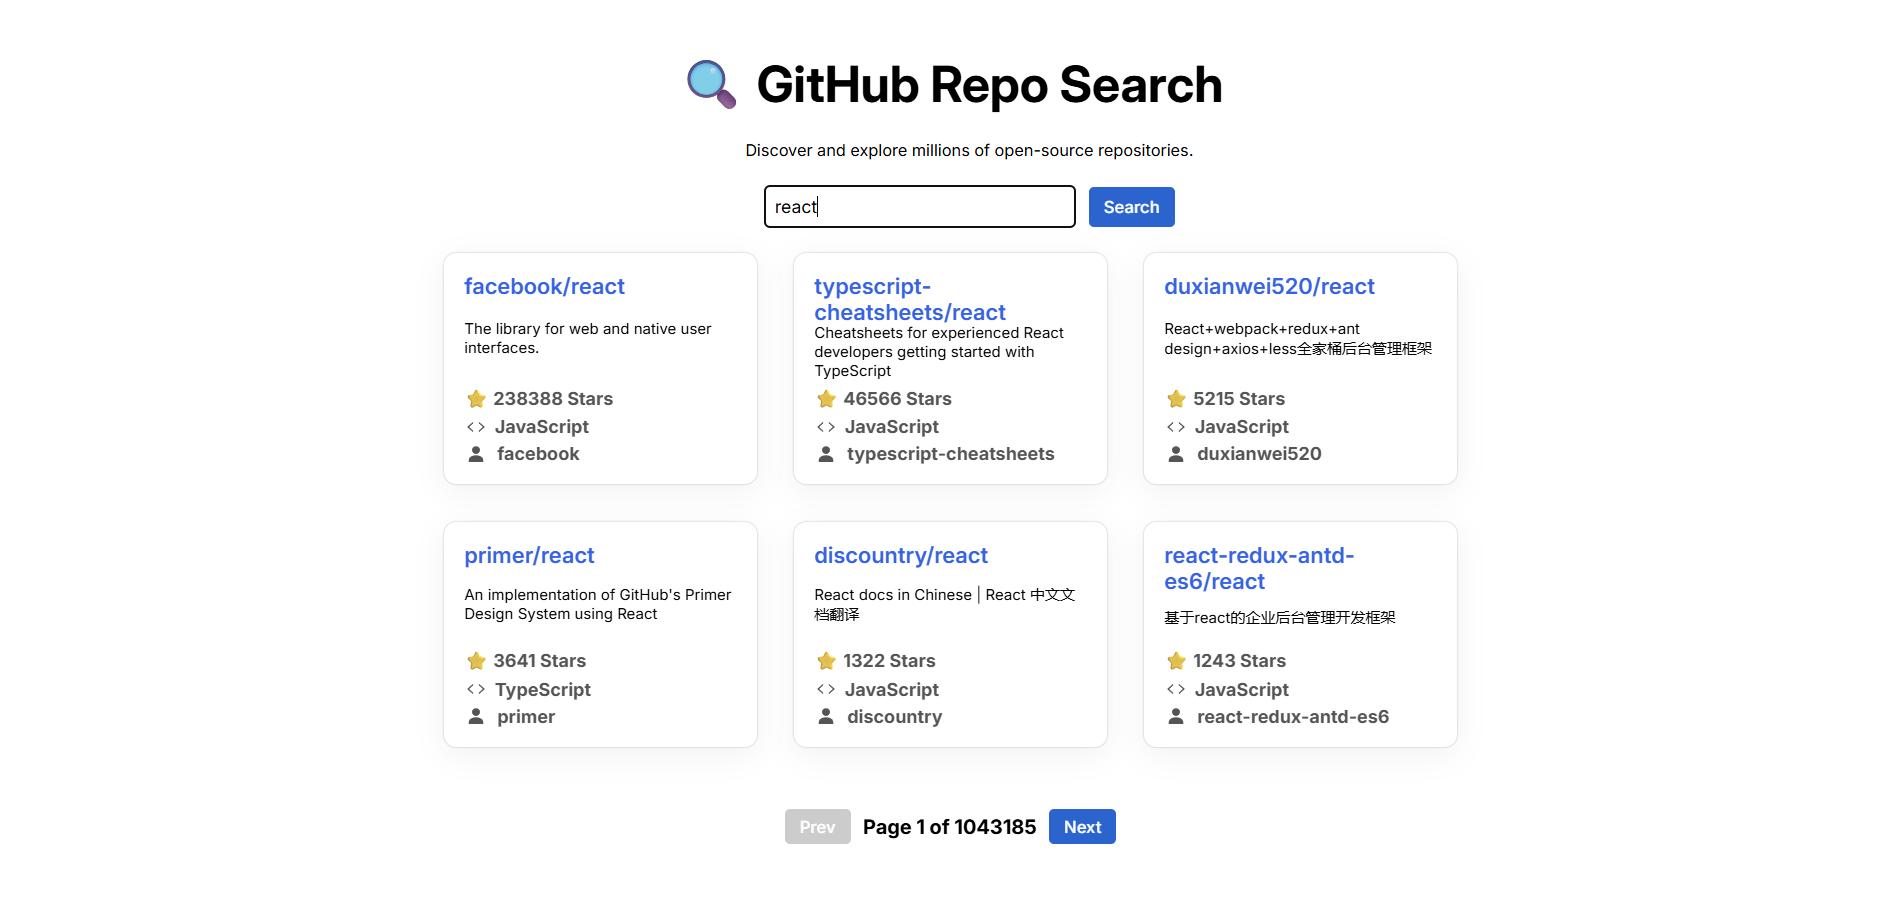 GitHub Repo Search
Discover and explore millions of open-source repositories.
react
Search
facebook/react
The library for web and native user
interfaces.
238388 Stars
JavaScript
facebook
typescript-
cheatsheets/react
Cheatsheets for experienced React
developers getting started with
TypeScript
46566 Stars
JavaScript
typescript-cheatsheets
duxianwei520/react
React+webpack+redux+ant
design+axios+less全家桶后台管理框架
5215 Stars
JavaScript
duxianwei520
primer/react
An implementation of GitHub's Primer
Design System using React
3641 Stars
TypeScript
primer
discountry/react
React docs in Chinese | React 中文文
档翻译
1322 Stars
JavaScript
discountry
react-redux-antd-
es6/react
基于react的企业后台管理开发框架
1243 Stars
JavaScript
react-redux-antd-es6
Prev
Page 1 of 1043185
Next